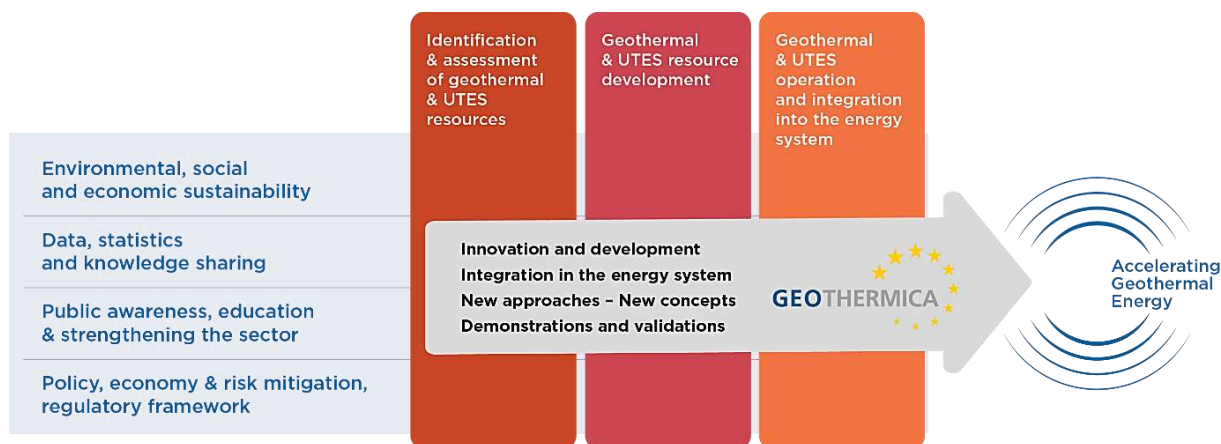 Identification
& assessment
of geothermal
& UTES
resources
Geothermal
& UTES resource
development
Geothermal
& UTES
operation
and integration
into the energy
system
Environmental, social
and economic sustainability
Data, statistics
and knowledge sharing
Public awareness, education
& strengthening the sector
Policy, economy & risk mitigation,
regulatory framework
Innovation and development
Integration in the energy system
New approaches – New concepts
Demonstrations and validations
GEOTHERMICA
Accelerating
Geothermal
Energy